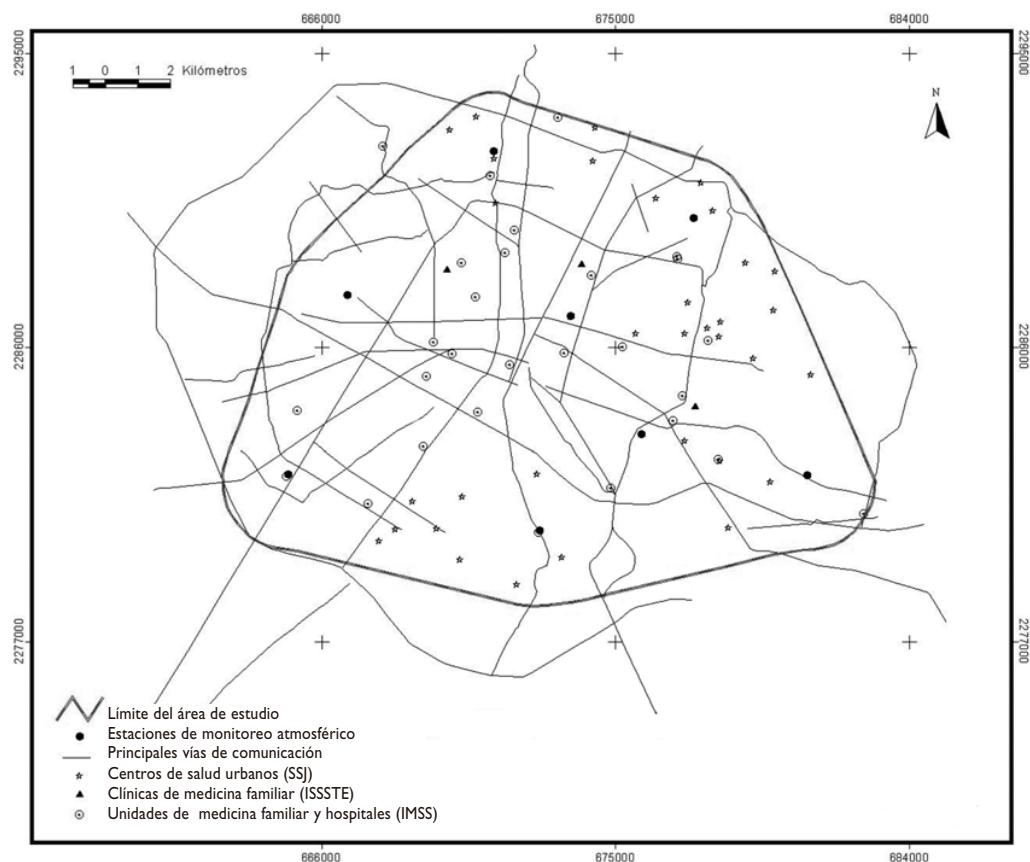 666000 675000 684000
2295000 2295000
1 0 1 2 Kilómetros
N
2286000 2286000
2277000 2277000
Límite del área de estudio
Estaciones de monitoreo atmosférico
Principales vías de comunicación
Centros de salud urbanos (SSJ)
Clínicas de medicina familiar (ISSSTE)
Unidades de medicina familiar y hospitales (IMSS)
666000 675000 684000